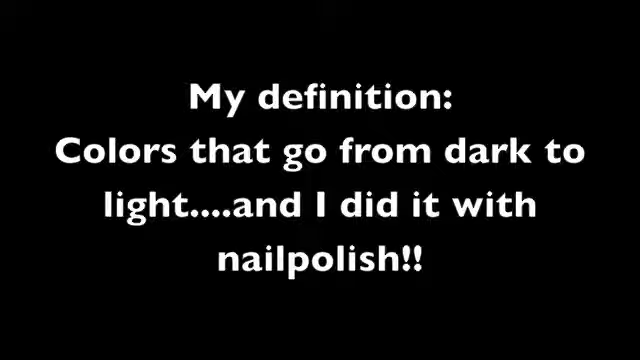 My definition:
Colors that go from dark to
light....and I did it with
nailpolish!!